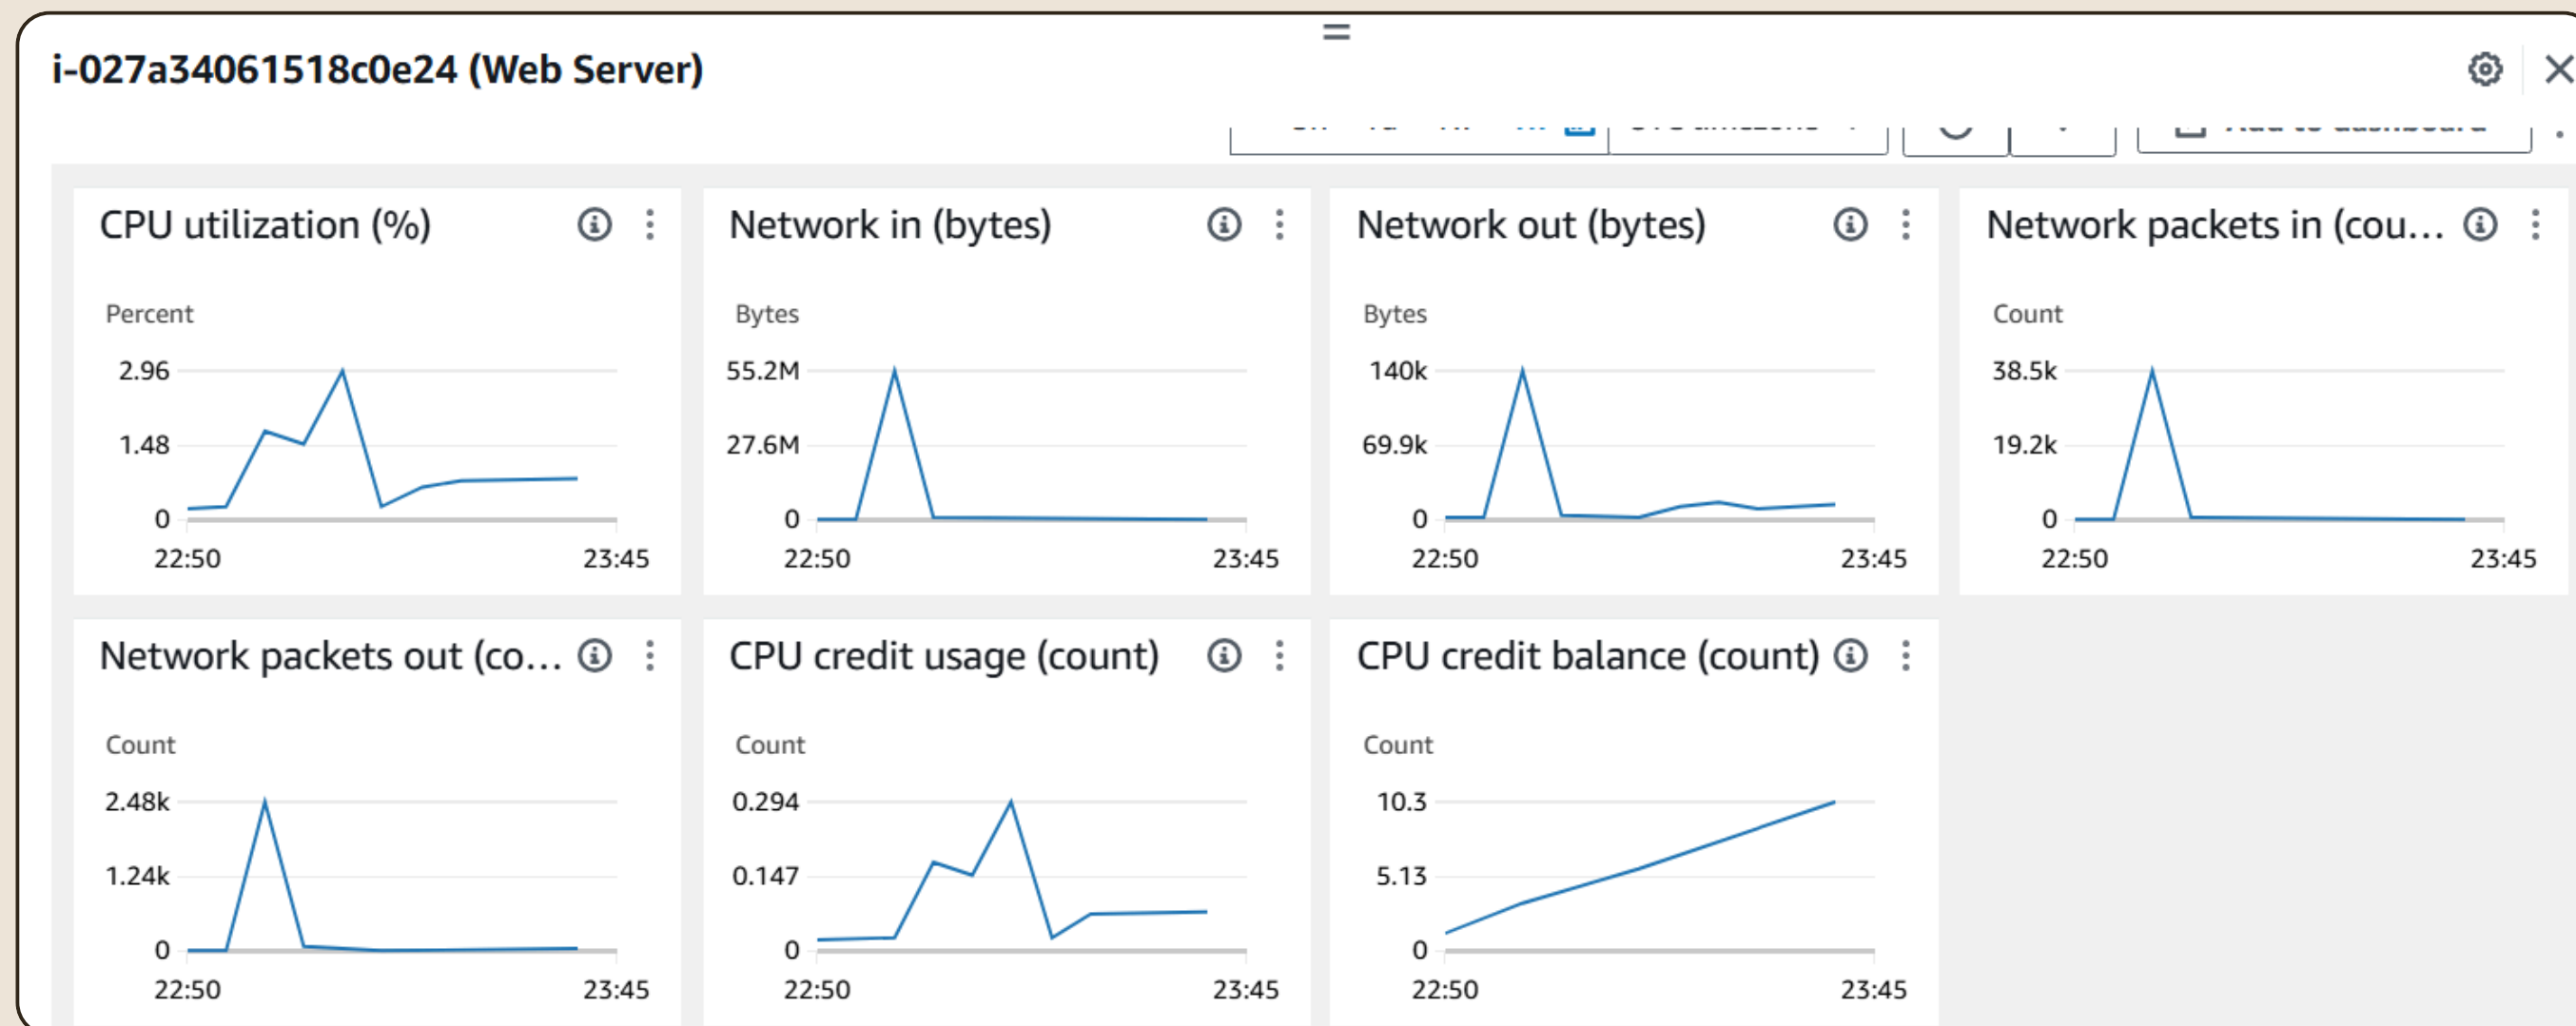 i-027a34061518c0e24 (Web Server)
CPU utilization (%)
Percent
2.96
1.48
0
22:50 23:45
Network in (bytes)
Bytes
55.2M
27.6M
0
22:50 23:45
Network out (bytes)
Bytes
140k
69.9k
0
22:50 23:45
Network packets in (cou...
Count
38.5k
19.2k
0
22:50 23:45
Network packets out (co...
Count
2.48k
1.24k
0
22:50 23:45
CPU credit usage (count)
Count
0.294
0.147
0
22:50 23:45
CPU credit balance (count)
Count
10.3
5.13
0
22:50 23:45